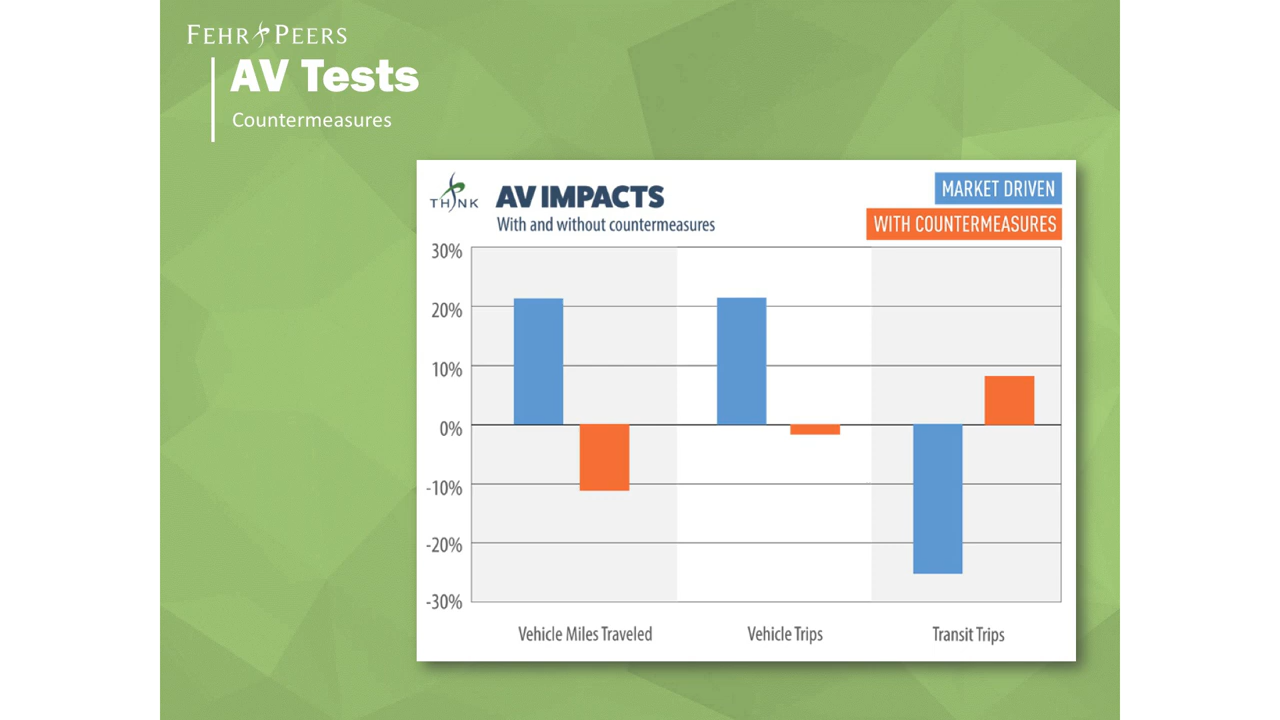 FEHR PEERS
AV Tests
Countermeasures
THINK
AV IMPACTS
With and without countermeasures
MARKET DRIVEN
WITH COUNTERMEASURES
30%
20%
10%
0%
-10%
-20%
-30%
Vehicle Miles Traveled
Vehicle Trips
Transit Trips